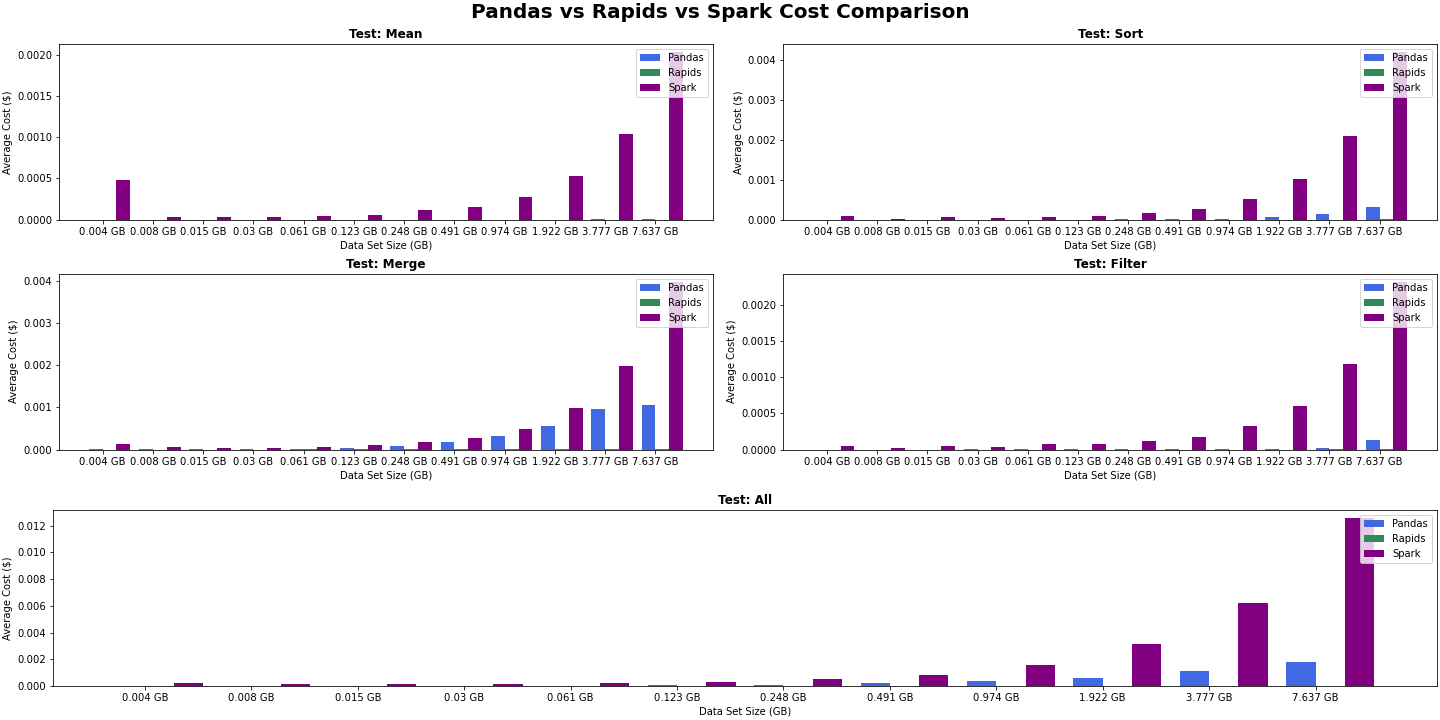 Pandas vs Rapids vs Spark Cost Comparison
Test: Mean
0.0020
0.0015
0.0010
0.0005
0.0000
Average Cost ($)
Pandas
Rapids
Spark
0.004 GB 0.008 GB 0.015 GB 0.03 GB 0.061 GB 0.123 GB 0.248 GB 0.491 GB 0.974 GB 1.922 GB 3.777 GB 7.637 GB
Data Set Size (GB)
Test: Sort
0.004
0.003
0.002
0.001
0.000
Average Cost ($)
Pandas
Rapids
Spark
0.004 GB 0.008 GB 0.015 GB 0.03 GB 0.061 GB 0.123 GB 0.248 GB 0.491 GB 0.974 GB 1.922 GB 3.777 GB 7.637 GB
Data Set Size (GB)
Test: Merge
0.004
0.003
0.002
0.001
0.000
Average Cost ($)
Pandas
Rapids
Spark
0.004 GB 0.008 GB 0.015 GB 0.03 GB 0.061 GB 0.123 GB 0.248 GB 0.491 GB 0.974 GB 1.922 GB 3.777 GB 7.637 GB
Data Set Size (GB)
Test: Filter
0.0020
0.0015
0.0010
0.0005
0.0000
Average Cost ($)
Pandas
Rapids
Spark
0.004 GB 0.008 GB 0.015 GB 0.03 GB 0.061 GB 0.123 GB 0.248 GB 0.491 GB 0.974 GB 1.922 GB 3.777 GB 7.637 GB
Data Set Size (GB)
Test: All
0.012
0.010
0.008
0.006
0.004
0.002
0.000
Average Cost ($)
Pandas
Rapids
Spark
0.004 GB 0.008 GB 0.015 GB 0.03 GB 0.061 GB 0.123 GB 0.248 GB 0.491 GB 0.974 GB 1.922 GB 3.777 GB 7.637 GB
Data Set Size (GB)